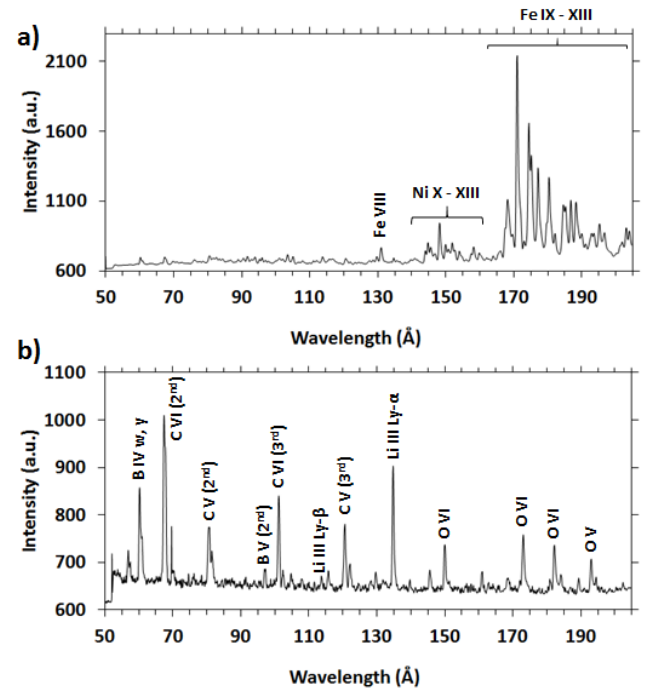 a)
Fe IX - XIII
Intensity (a.u.)
2100
1600
1100
600
Fe VIII
Ni X - XIII
50 70 90 110 130 150 170 190
Wavelength (Å)
b)
Intensity (a.u.)
1100
1000
900
800
700
600
B IV w, y
C VI (2nd)
C V (2nd)
B V (2nd)
C VI (3rd)
Li III Ly-β
C V (3rd)
Li III Ly-α
O VI
O VI
O VI
O V
50 70 90 110 130 150 170 190
Wavelength (Å)